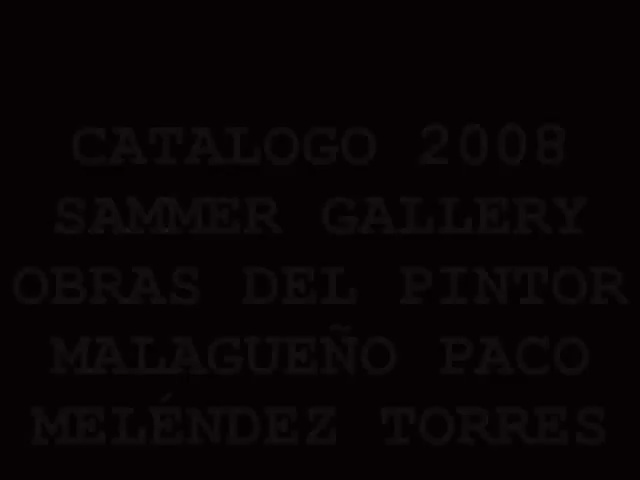 CATALOGO 2008
SAMMER GALLERY
OBRAS DEL PINTOR
MALAGUEÑO PACO
MELÉNDEZ TORRES